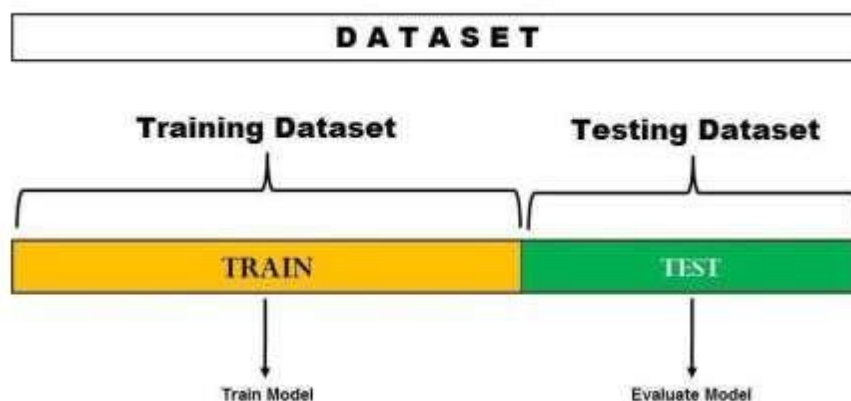 DATASET
Training Dataset
Testing Dataset
TRAIN
TEST
Train Model
Evaluate Model